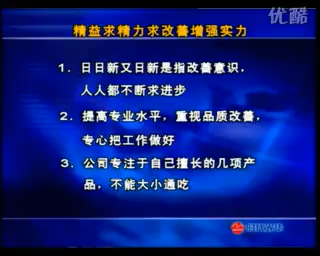 优酷
精益求精力求改善增强实力
1. 日日新又日新是指改善意识，
人人都不断求进步
2. 提高专业水平，重视品质改善，
专心把工作做好
3. 公司专注于自己擅长的几项产
品，不能大小通吃
时代光华